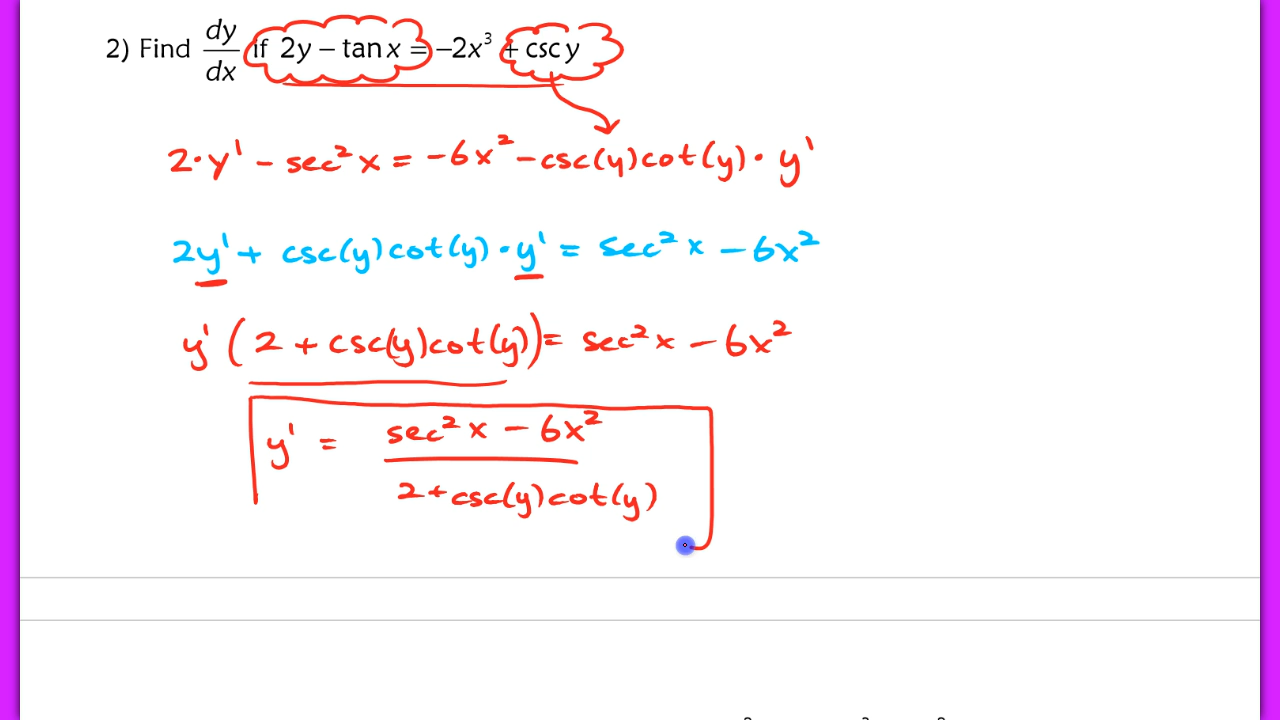 2) Find dy/dx if 2y – tan x = –2x³ + csc y
2·y' - sec²x = -6x² - csc(y)cot(y)·y'
2y' + csc(y)cot(y)·y' = sec²x - 6x²
y'(2 + csc(y)cot(y)) = sec²x - 6x²
y' = sec²x - 6x² / 2+csc(y)cot(y)